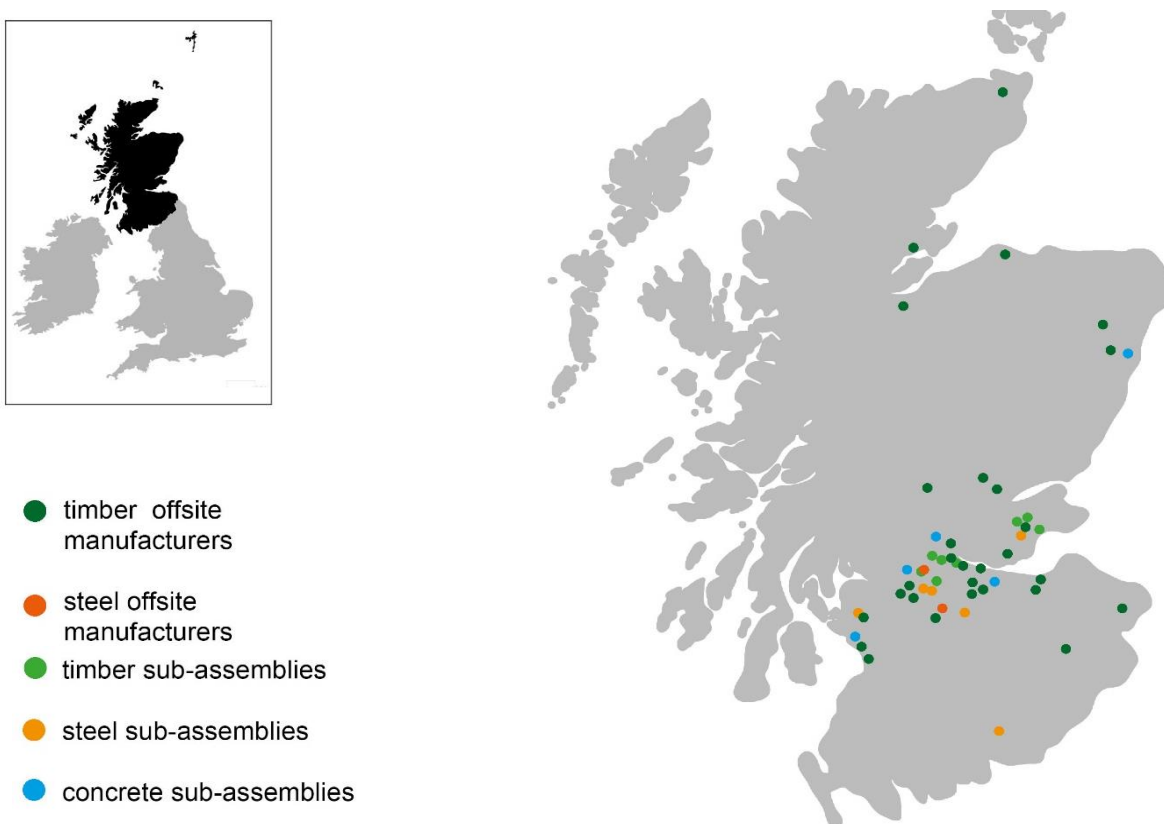 timber offsite
manufacturers
steel offsite
manufacturers
timber sub-assemblies
steel sub-assemblies
concrete sub-assemblies